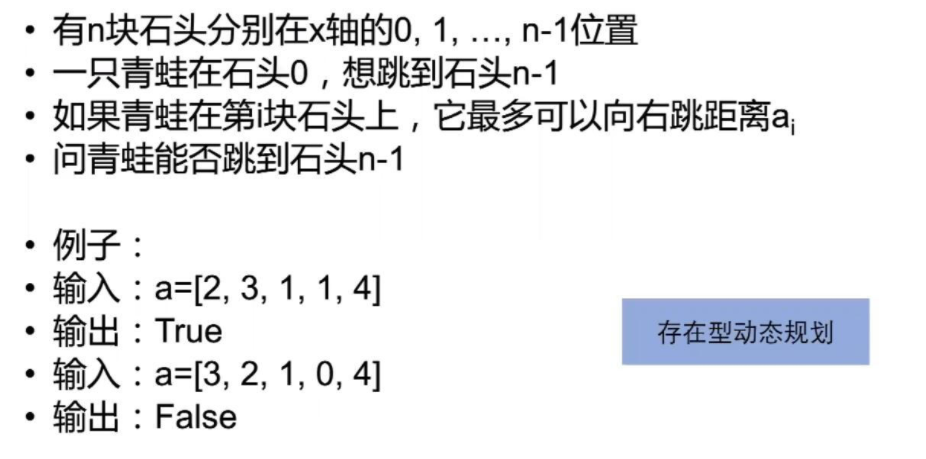 • 有n块石头分别在x轴的0, 1, ..., n-1位置
• 一只青蛙在石头0，想跳到石头n-1
• 如果青蛙在第i块石头上，它最多可以向右跳距离aᵢ
• 问青蛙能否跳到石头n-1
• 例子：
• 输入：a=[2, 3, 1, 1, 4]
• 输出：True
• 输入：a=[3, 2, 1, 0, 4]
• 输出：False
存在型动态规划